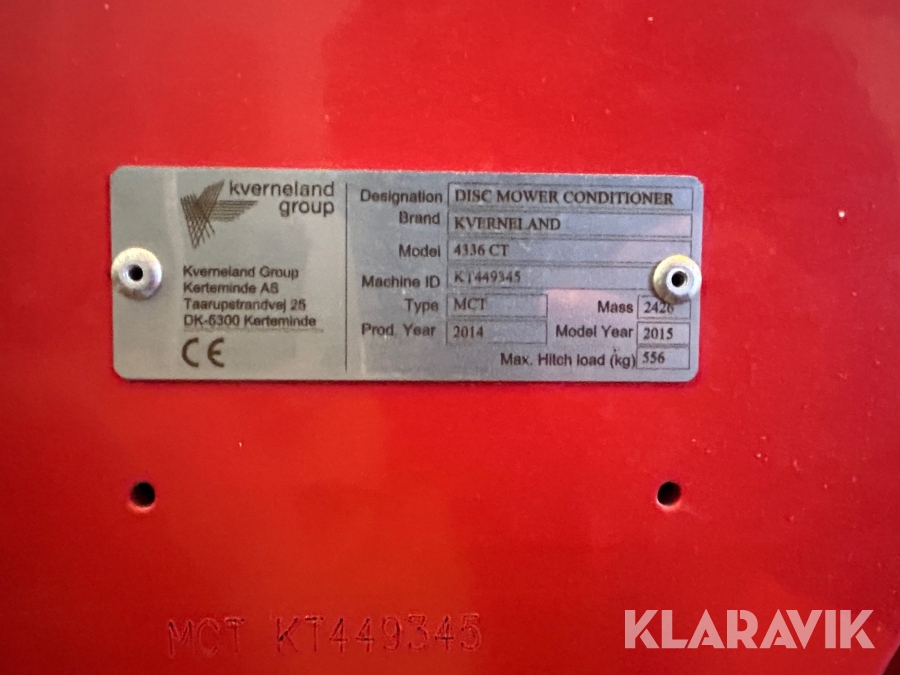 kverneland
group
Kverneland Group
Kerteminde AS
Taarupstrandvej 25
DK-5300 Kerteminde
CE
Designation DISC MOWER CONDITIONER
Brand KVERNELAND
Model 4336 CT
Machine ID KT449345
Type MCT Mass 2426
Prod. Year 2014 Model Year 2015
Max. Hitch load (kg) 556
MCT KT449345
KLARAVIK